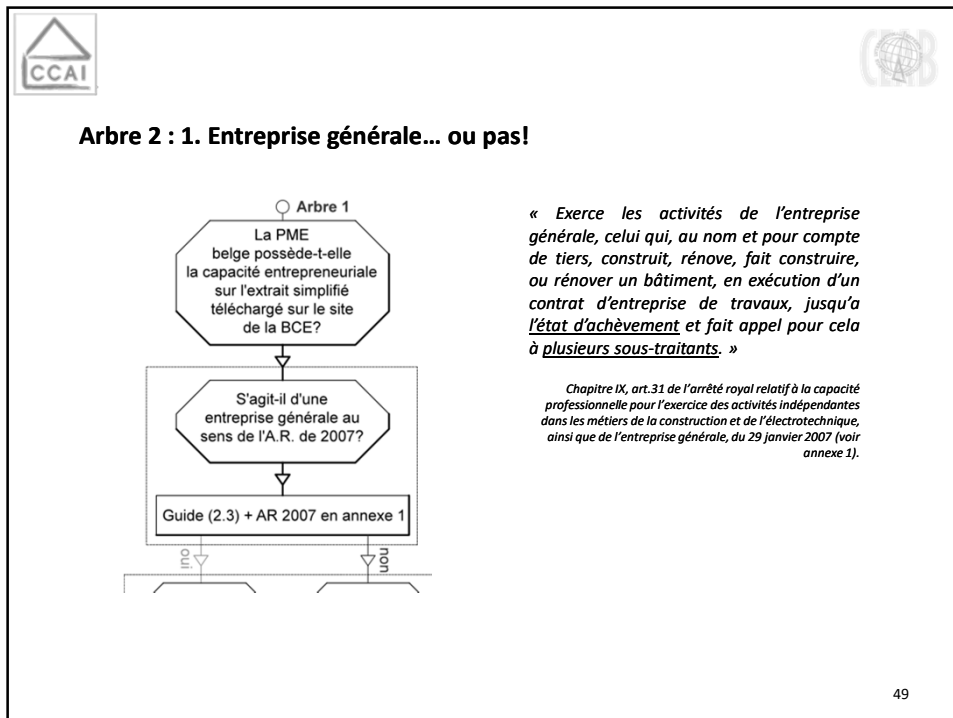 CCAI
Arbre 2 : 1. Entreprise générale… ou pas!
Arbre 1
La PME
belge possède-t-elle
la capacité entrepreneuriale
sur l'extrait simplifié
téléchargé sur le site
de la BCE?
S'agit-il d'une
entreprise générale au
sens de l'A.R. de 2007?
Guide (2.3) + AR 2007 en annexe 1
oui
non
« Exerce les activités de l’entreprise
générale, celui qui, au nom et pour compte
de tiers, construit, rénove, fait construire,
ou rénover un bâtiment, en exécution d’un
contrat d’entreprise de travaux, jusqu’a
l’état d’achèvement et fait appel pour cela
à plusieurs sous-traitants. »
Chapitre IX, art.31 de l’arrêté royal relatif à la capacité
professionnelle pour l’exercice des activités indépendantes
dans les métiers de la construction et de l’électrotechnique,
ainsi que de l’entreprise générale, du 29 janvier 2007 (voir
annexe 1).
49